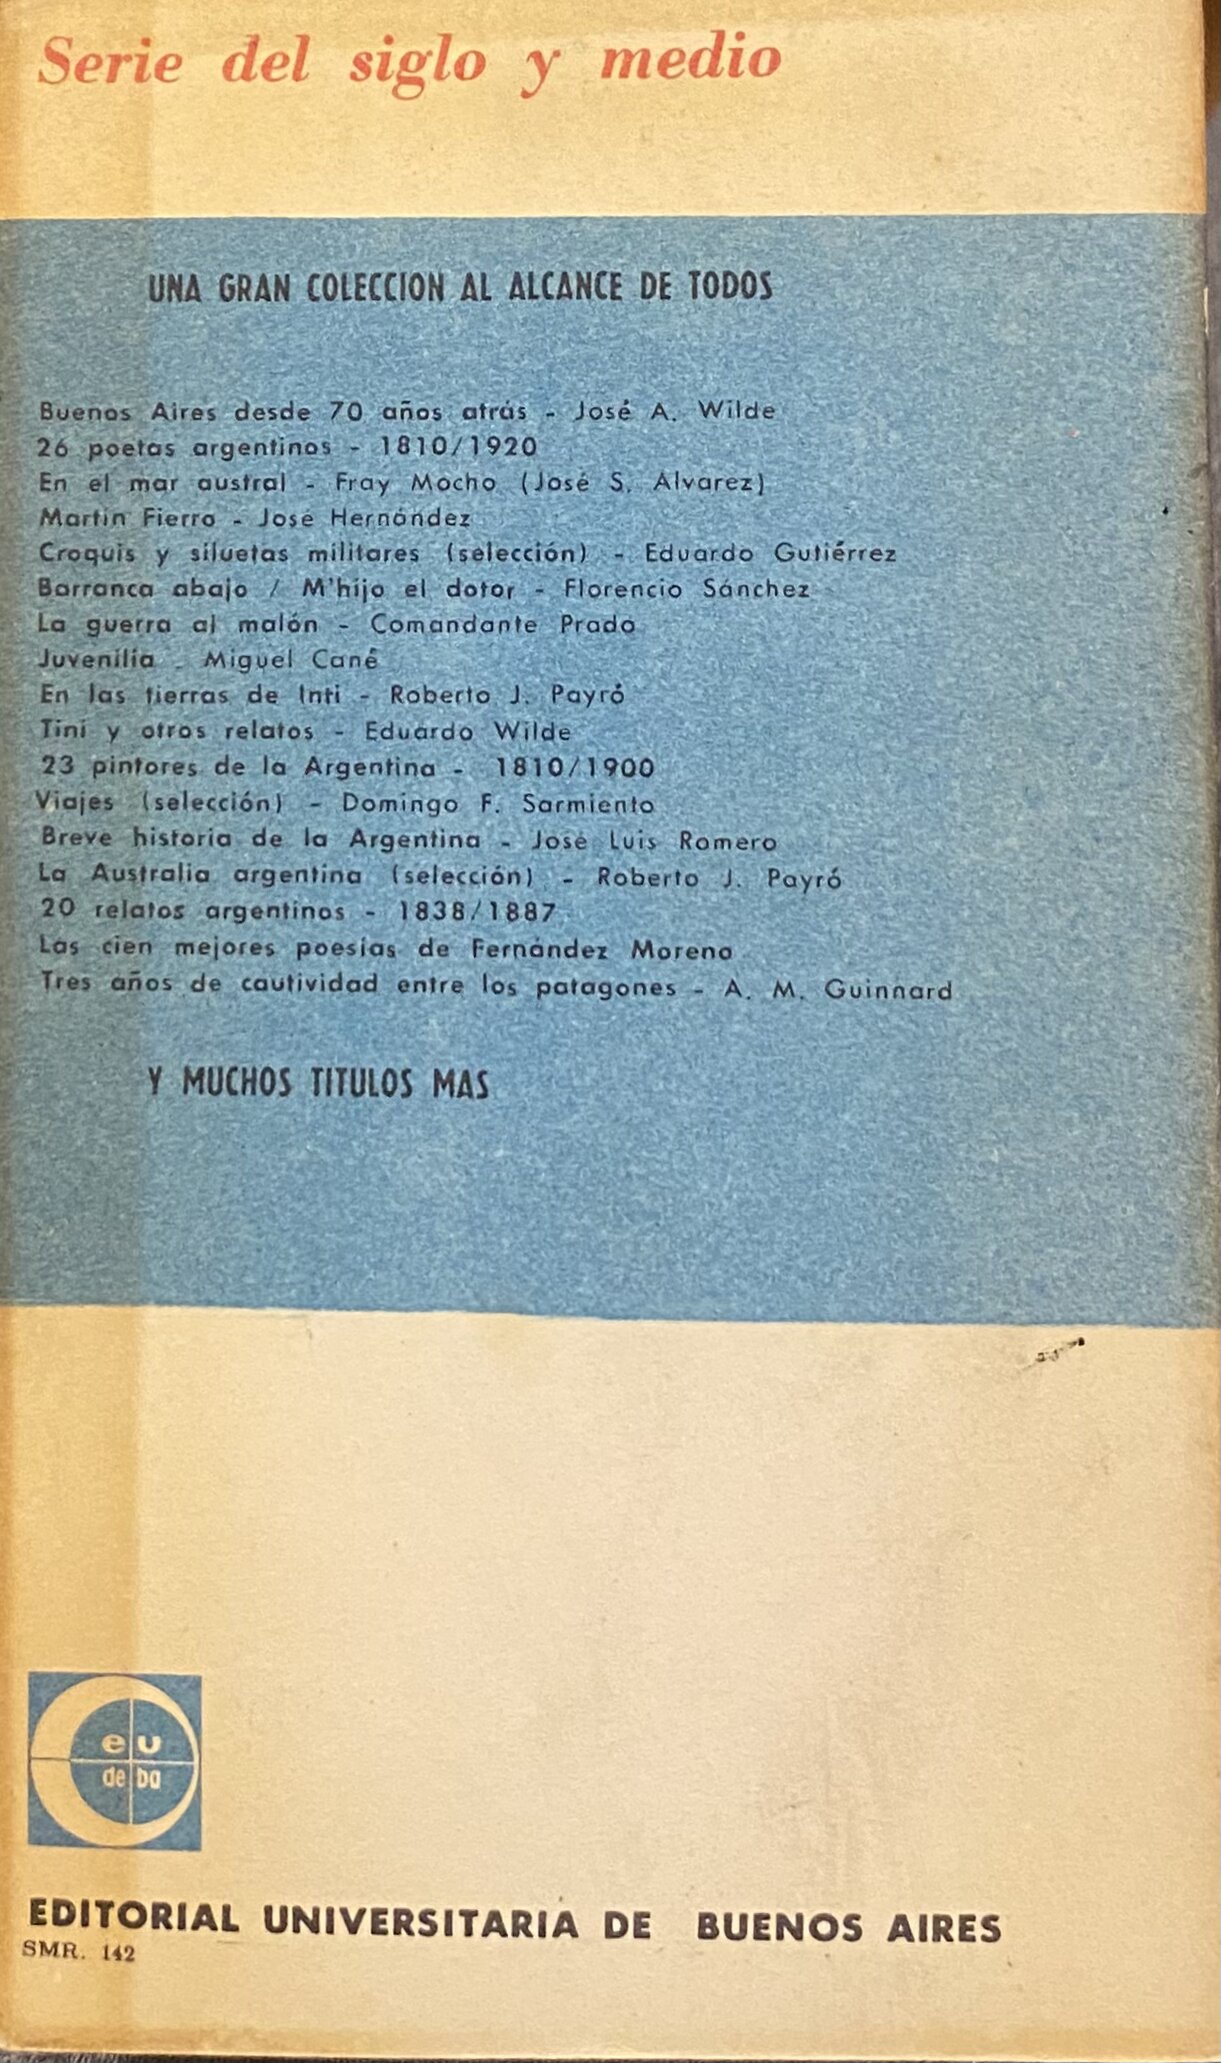 Serie del siglo y medio
UNA GRAN COLECCION AL ALCANCE DE TODOS
Buenos Aires desde 70 años atrás - José A. Wilde
26 poetas argentinos - 1810/1920
En el mar austral - Fray Mocho (José S. Alvarez)
Martín Fierro - José Hernández
Croquis y siluetas militares (selección) - Eduardo Gutiérrez
Barranca abajo / M'hijo el dotor - Florencio Sánchez
La guerra al malón - Comandante Prado
Juvenilia - Miguel Cané
En las tierras de Inti - Roberto J. Payró
Tini y otros relatos - Eduardo Wilde
23 pintores de la Argentina - 1810/1900
Viajes (selección) - Domingo F. Sarmiento
Breve historia de la Argentina - José Luis Romero
La Australia argentina (selección) - Roberto J. Payró
20 relatos argentinos - 1838/1887
Las cien mejores poesías de Fernández Moreno
Tres años de cautividad entre los patagones - A. M. Guinnard
Y MUCHOS TITULOS MAS
eu
deba
EDITORIAL UNIVERSITARIA DE BUENOS AIRES
SMR. 142